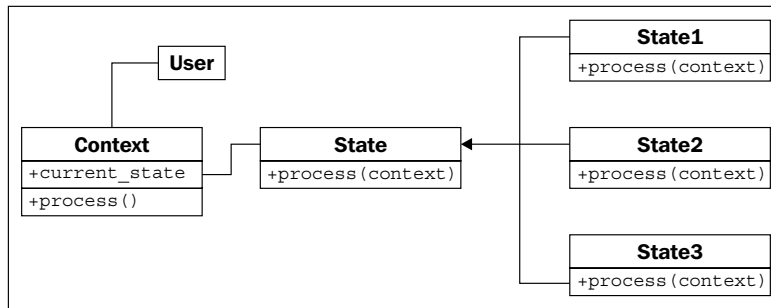 User
Context
+current_state
+process()
State
+process(context)
State1
+process(context)
State2
+process(context)
State3
+process(context)